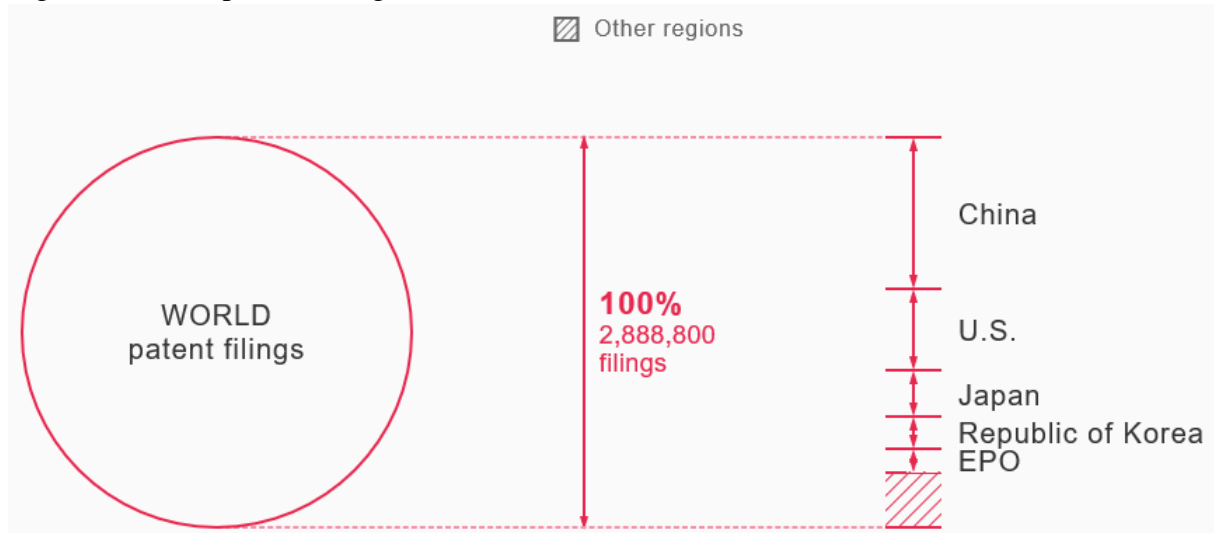 Other regions
WORLD
patent filings
100%
2,888,800
filings
China
U.S.
Japan
Republic of Korea
EPO